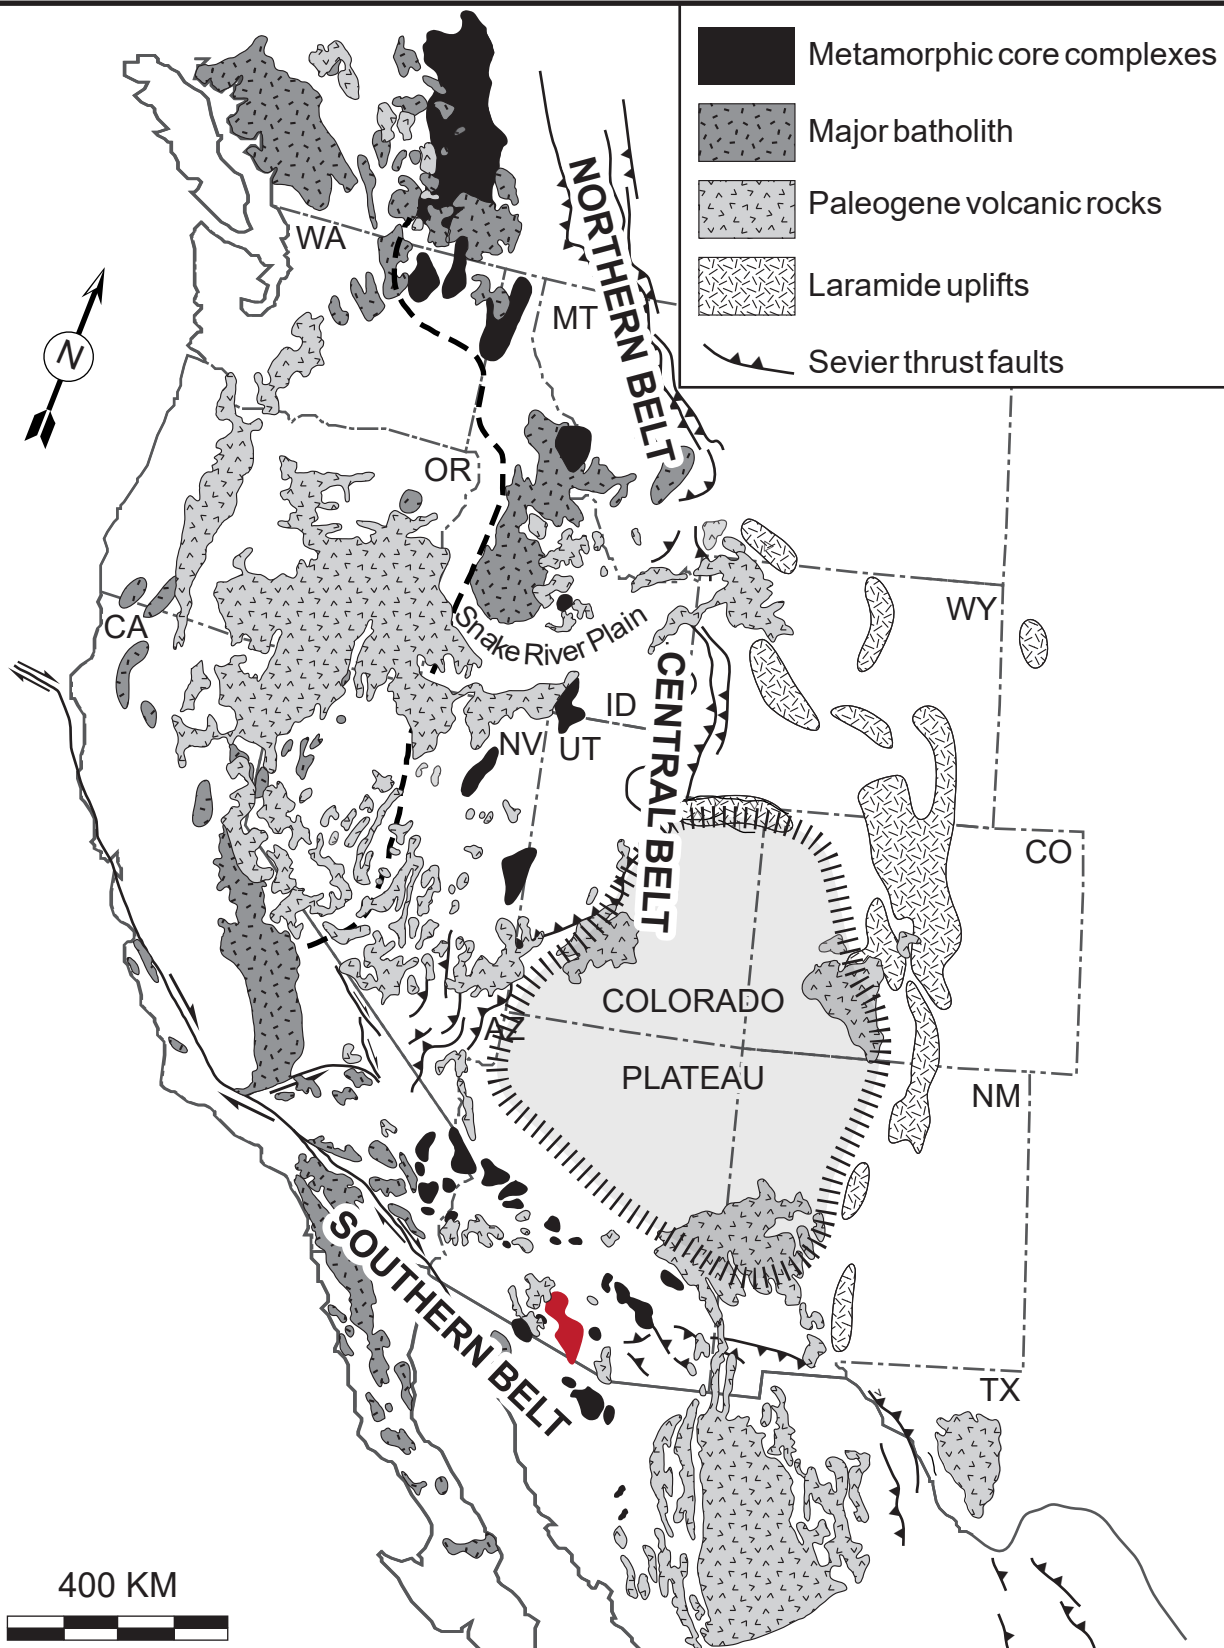 Metamorphic core complexes
Major batholith
Paleogene volcanic rocks
Laramide uplifts
Sevier thrust faults
NORTHERN BELT
WA
MT
N
OR
WY
CA
Snake River Plain
CENTRAL BELT
ID
NV
UT
CO
COLORADO
AZ
PLATEAU
NM
SOUTHERN BELT
TX
400 KM